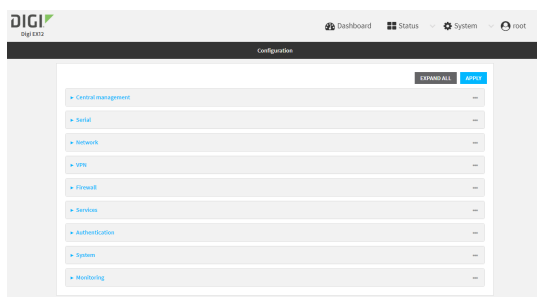 DIGI
Digi EX12
Dashboard
Status
System
root
Configuration
EXPAND ALL
APPLY
Central management
Serial
Network
VPN
Firewall
Services
Authentication
System
Monitoring